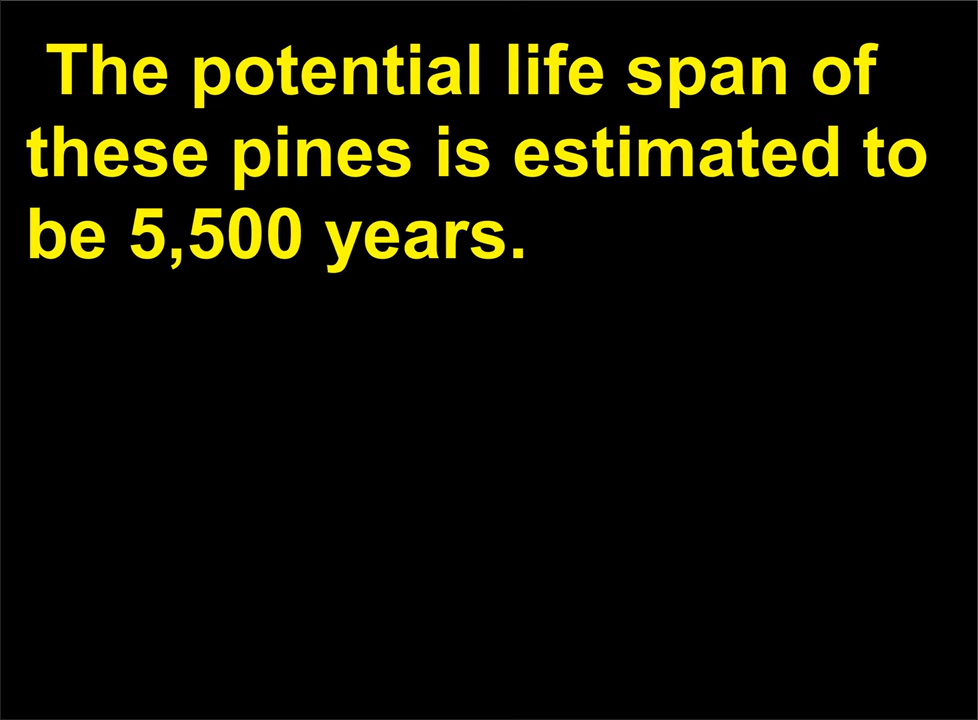 The potential life span of
these pines is estimated to
be 5,500 years.